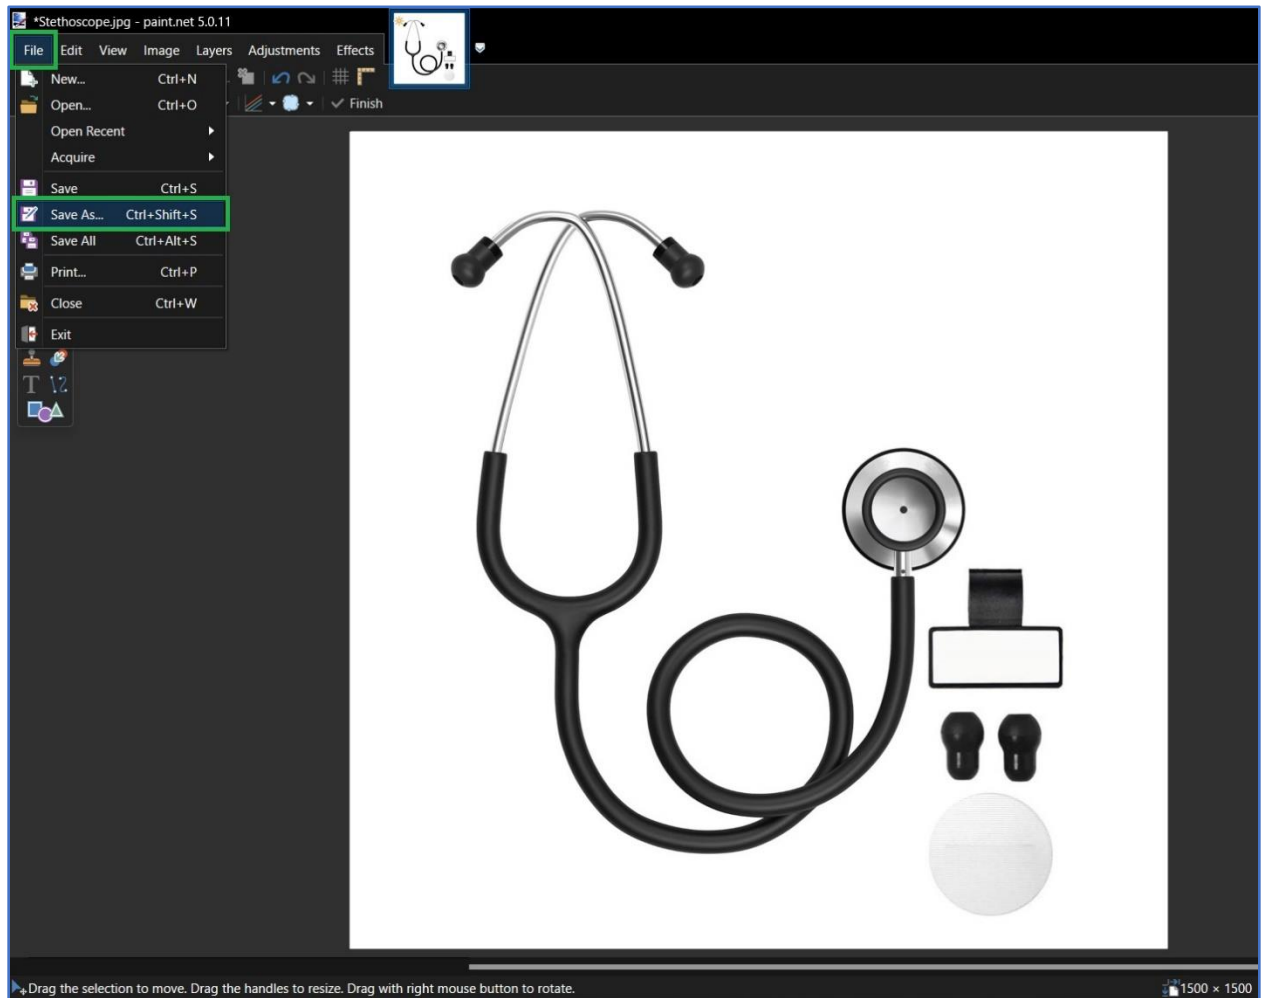 *Stethoscope.jpg - paint.net 5.0.11
File Edit View Image Layers Adjustments Effects
New... Ctrl+N
Open... Ctrl+O
Finish
Open Recent
Acquire
Save Ctrl+S
Save As... Ctrl+Shift+S
Save All Ctrl+Alt+S
Print... Ctrl+P
Close Ctrl+W
Exit
Drag the selection to move. Drag the handles to resize. Drag with right mouse button to rotate.
1500 × 1500